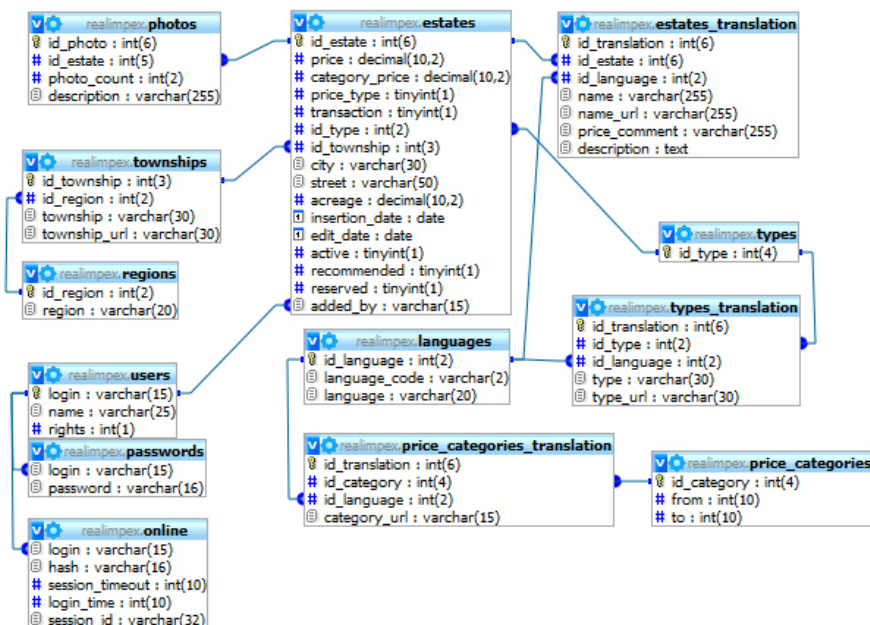 realimpex.photos
id_photo : int(6)
id_estate : int(5)
photo_count : int(2)
description : varchar(255)
realimpex.estates
id_estate : int(6)
price : decimal(10,2)
category_price : decimal(10,2)
price_type : tinyint(1)
transaction : tinyint(1)
id_type : int(2)
id_township : int(3)
city : varchar(30)
street : varchar(50)
acreage : decimal(10,2)
insertion_date : date
edit_date : date
active : tinyint(1)
recommended : tinyint(1)
reserved : tinyint(1)
added_by : varchar(15)
realimpex.estates_translation
id_translation : int(6)
id_estate : int(6)
id_language : int(2)
name : varchar(255)
name_url : varchar(255)
price_comment : varchar(255)
description : text
realimpex.townships
id_township : int(3)
id_region : int(2)
township : varchar(30)
township_url : varchar(30)
realimpex.regions
id_region : int(2)
region : varchar(20)
realimpex.types
id_type : int(4)
realimpex.types_translation
id_translation : int(6)
id_type : int(2)
id_language : int(2)
type : varchar(30)
type_url : varchar(30)
realimpex.languages
id_language : int(2)
language_code : varchar(2)
language : varchar(20)
realimpex.users
login : varchar(15)
name : varchar(25)
rights : int(1)
realimpex.passwords
login : varchar(15)
password : varchar(16)
realimpex.price_categories_translation
id_translation : int(6)
id_category : int(4)
id_language : int(2)
category_url : varchar(15)
realimpex.price_categories
id_category : int(4)
from : int(10)
to : int(10)
realimpex.online
login : varchar(15)
hash : varchar(16)
session_timeout : int(10)
login_time : int(10)
session_id : varchar(32)